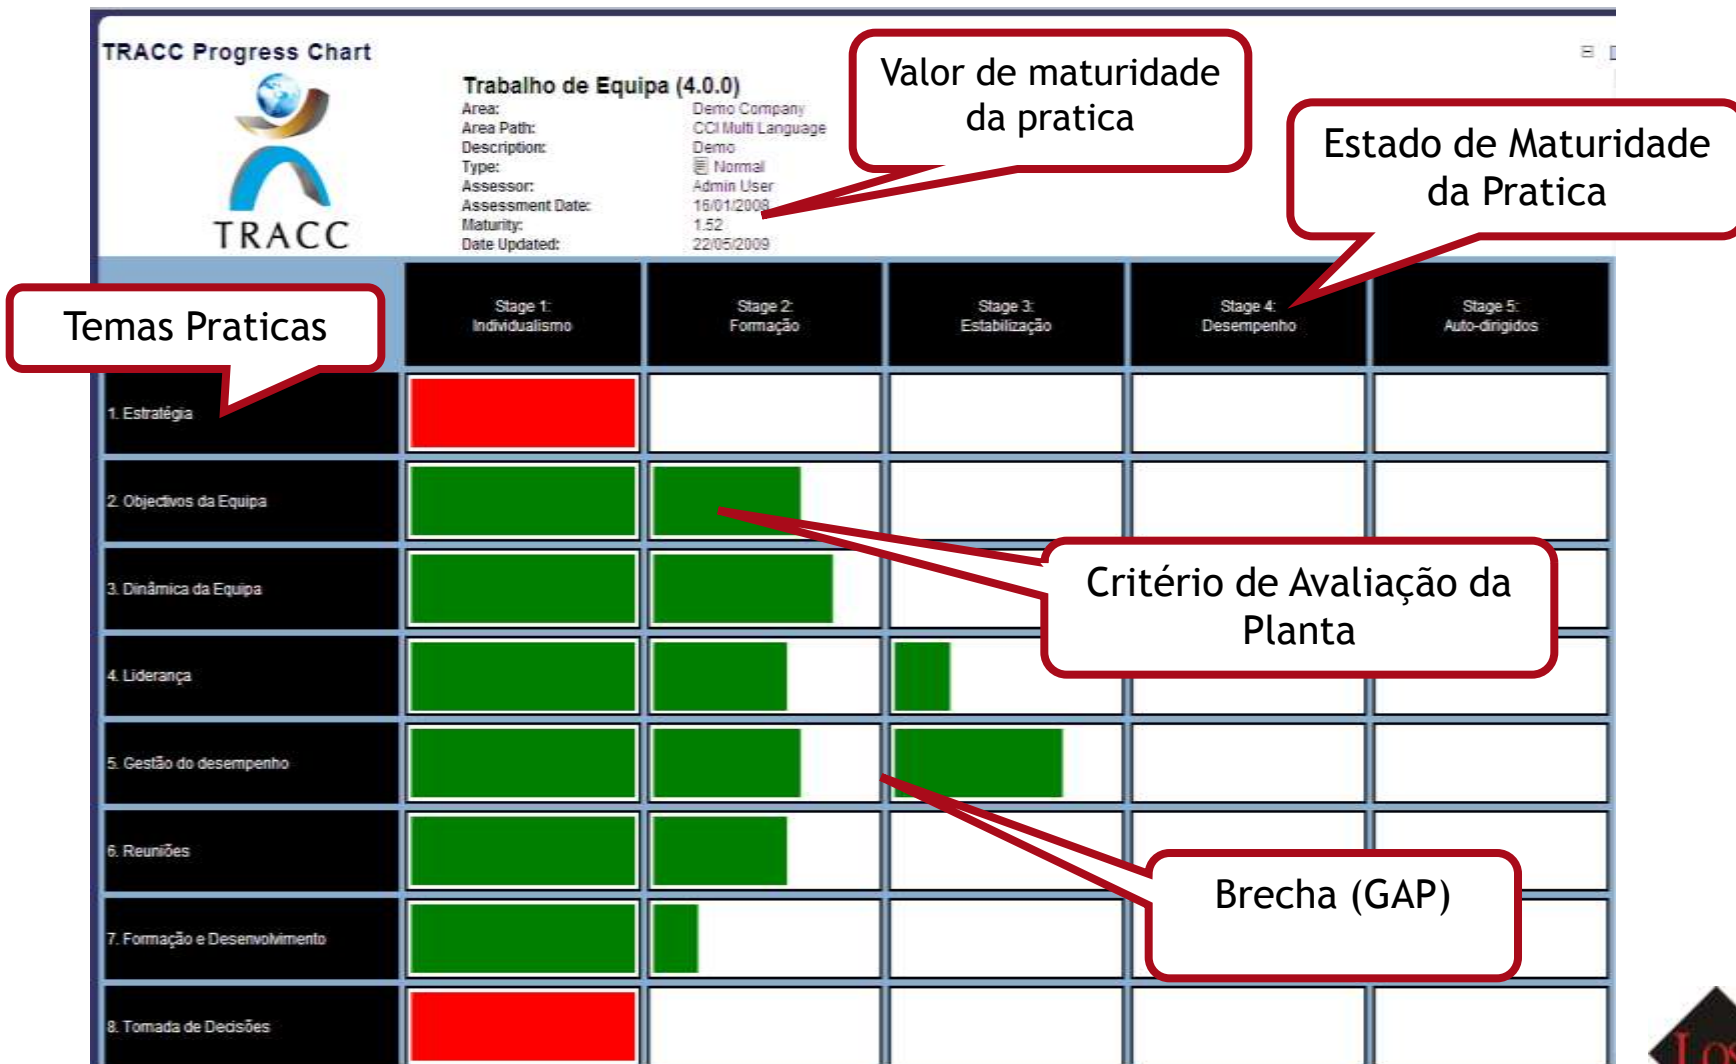 TRACC Progress Chart
TRACC
Trabalho de Equipa (4.0.0)
Area: Demo Company
Area Path: CCI Multi Language
Description: Demo
Type: Normal
Assessor: Admin User
Assessment Date: 16/01/2008
Maturity: 1.52
Date Updated: 22/05/2009
Valor de maturidade
da pratica
Estado de Maturidade
da Pratica
Temas Praticas
Stage 1:
Individualismo
Stage 2:
Formação
Stage 3:
Estabilização
Stage 4:
Desempenho
Stage 5:
Auto-dirigidos
1. Estratégia
2. Objectivos da Equipa
3. Dinâmica da Equipa
Critério de Avaliação da
Planta
4. Liderança
5. Gestão do desempenho
6. Reuniões
Brecha (GAP)
7. Formação e Desenvolvimento
8. Tomada de Decisões